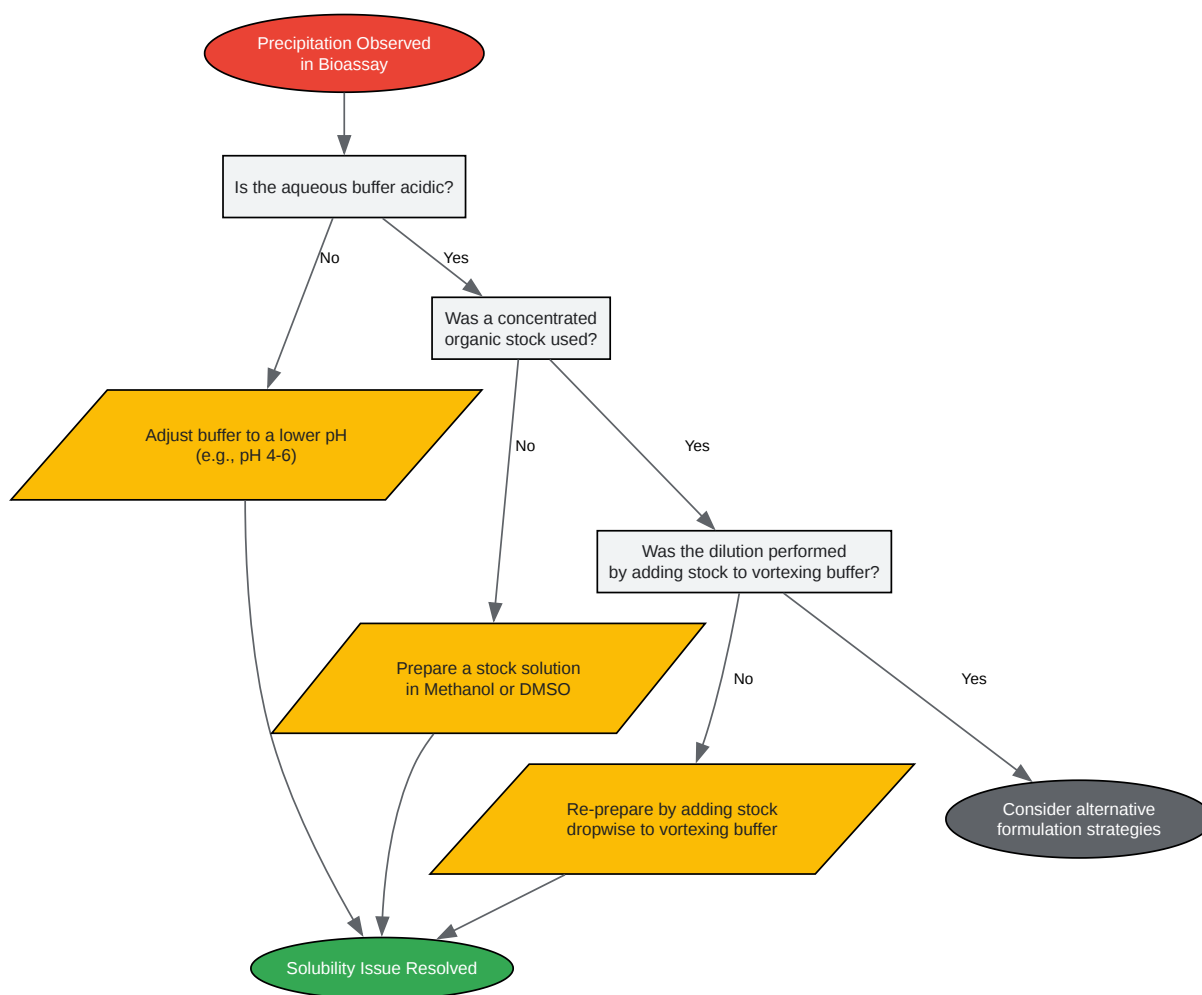 Precipitation Observed
in Bioassay
Is the aqueous buffer acidic?
No
Yes
Was a concentrated
organic stock used?
Adjust buffer to a lower pH
(e.g., pH 4-6)
No
Yes
Was the dilution performed
by adding stock to vortexing buffer?
Prepare a stock solution
in Methanol or DMSO
No
Yes
Re-prepare by adding stock
dropwise to vortexing buffer
Consider alternative
formulation strategies
Solubility Issue Resolved